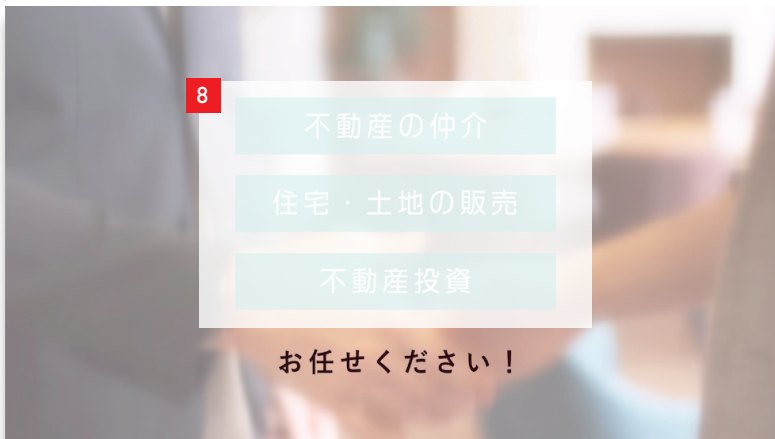 8
不動産の仲介
住宅・土地の販売
不動産投資
お任せください！